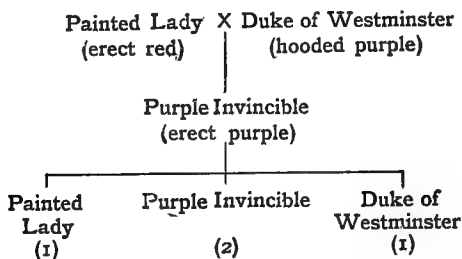 Painted Lady X Duke of Westminster
(erect red) (hooded purple)
Purple Invincible
(erect purple)
Painted Lady Purple Invincible Duke of Westminster
(1) (2) (1)